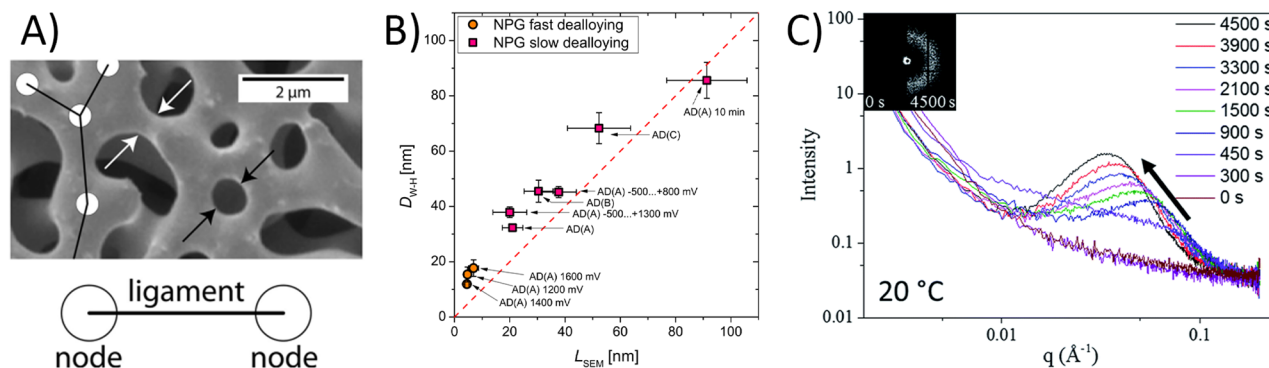 A)
2 μm
ligament
node
node
B)
NPG fast dealloying
NPG slow dealloying
100
80
60
40
20
0
D_W-H [nm]
AD(A) 10 min
AD(C)
AD(A) -500...+800 mV
AD(B)
AD(A) -500...+1300 mV
AD(A)
AD(A) 1600 mV
AD(A) 1200 mV
AD(A) 1400 mV
0
20
40
60
80
100
L_SEM [nm]
C)
100
10
1
0.1
0.01
Intensity
0 s
4500 s
4500 s
3900 s
3300 s
2100 s
1500 s
900 s
450 s
300 s
0 s
20 °C
0.01
0.1
q (Å⁻¹)